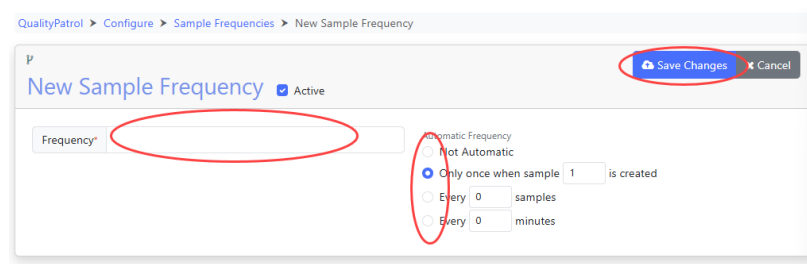 QualityPatrol > Configure > Sample Frequencies > New Sample Frequency
Save Changes
Cancel
New Sample Frequency Active
Frequency*
Automatic Frequency
Not Automatic
Only once when sample 1 is created
Every 0 samples
Every 0 minutes